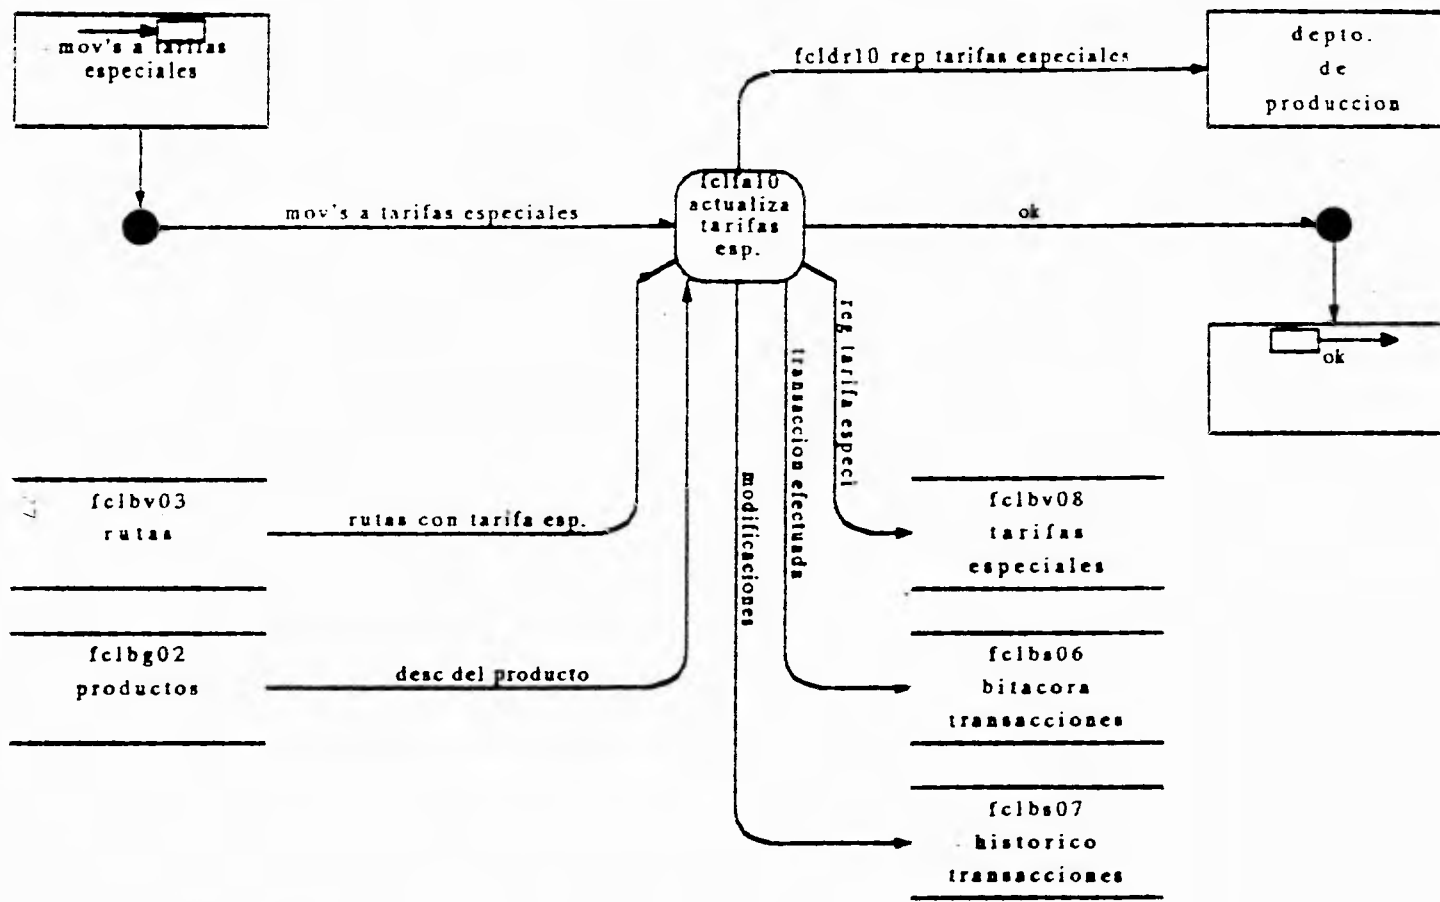 mov's a tarifas
especiales
fcldr10 rep tarifas especiales
depto.
de
produccion
mov's a tarifas especiales
fclfa10
actualiza
tarifas
esp.
ok
ok
reg tarifa especi
transaccion efectuada
modificaciones
fclbv03
rutas
rutas con tarifa esp.
fclbv08
tarifas
especiales
fclbg02
productos
desc del producto
fclbs06
bitacora
transacciones
fclbs07
historico
transacciones